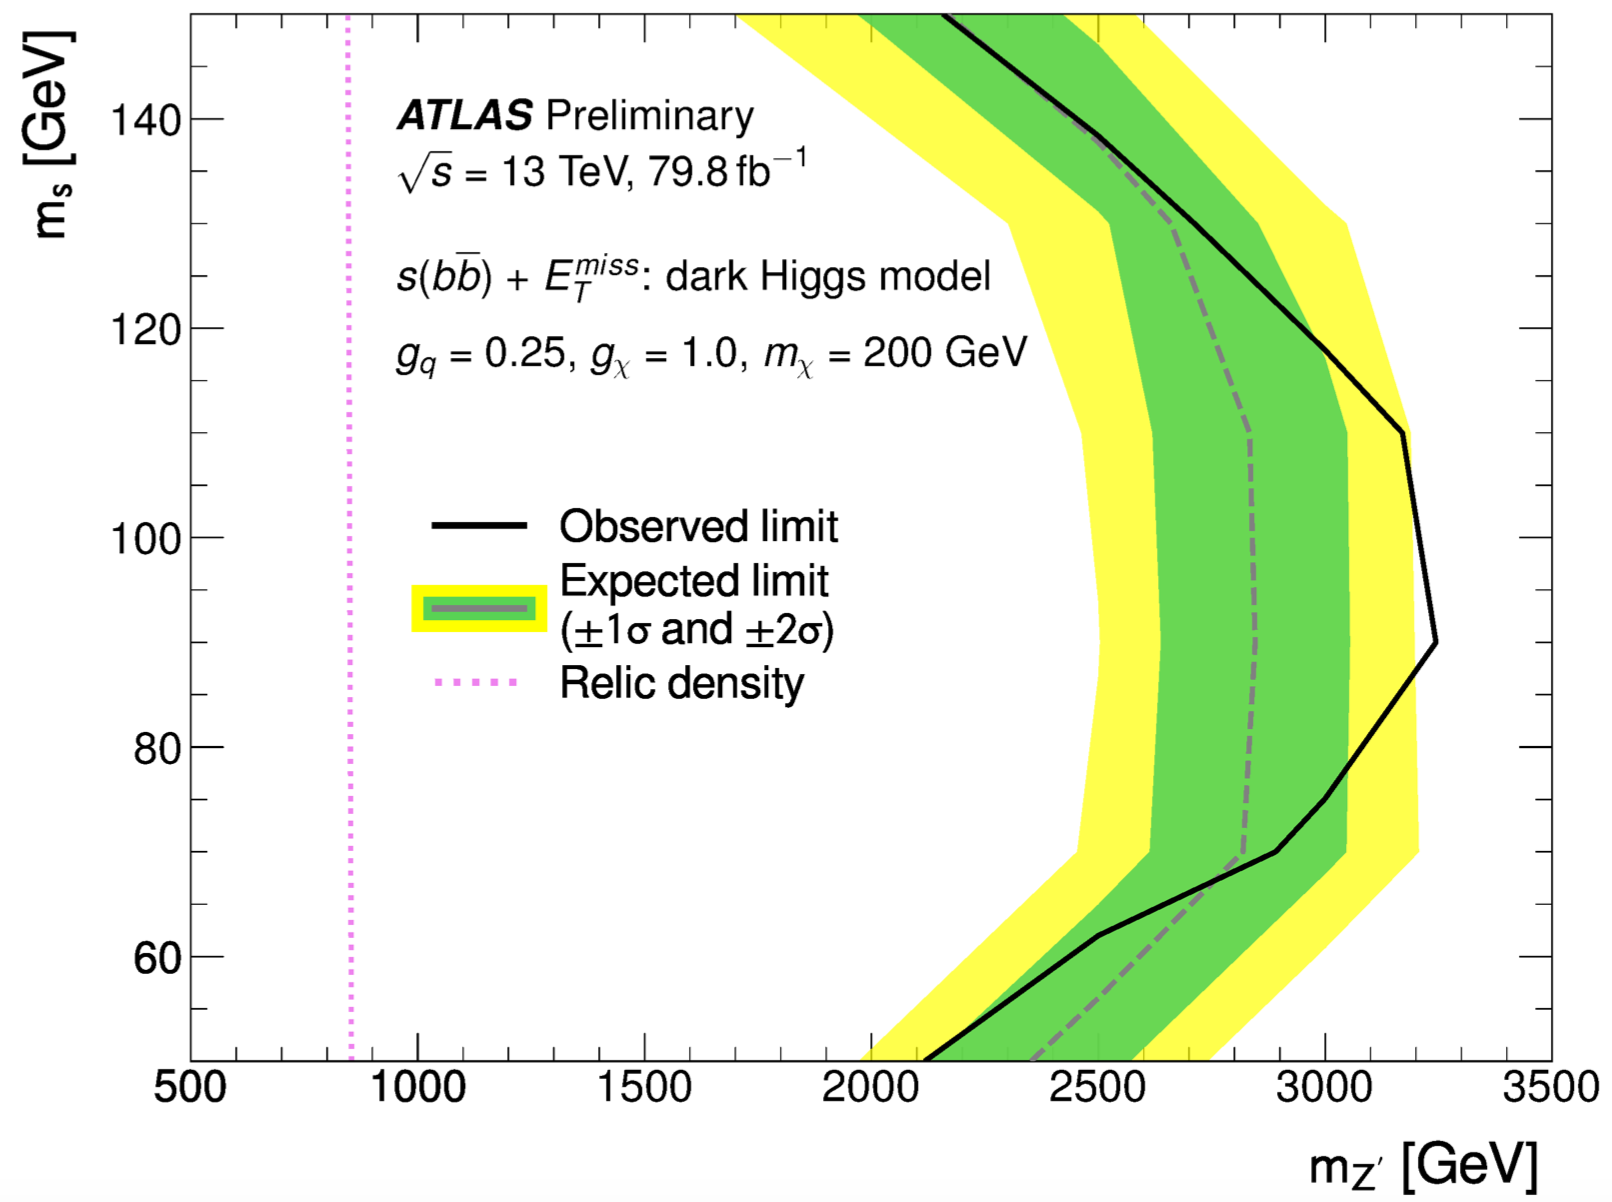 m_s [GeV]
140
120
100
80
60
ATLAS Preliminary
√s = 13 TeV, 79.8 fb⁻¹
s(bb̅) + E_T^miss: dark Higgs model
g_q = 0.25, g_χ = 1.0, m_χ = 200 GeV
Observed limit
Expected limit
(±1σ and ±2σ)
Relic density
500 1000 1500 2000 2500 3000 3500
m_Z′ [GeV]